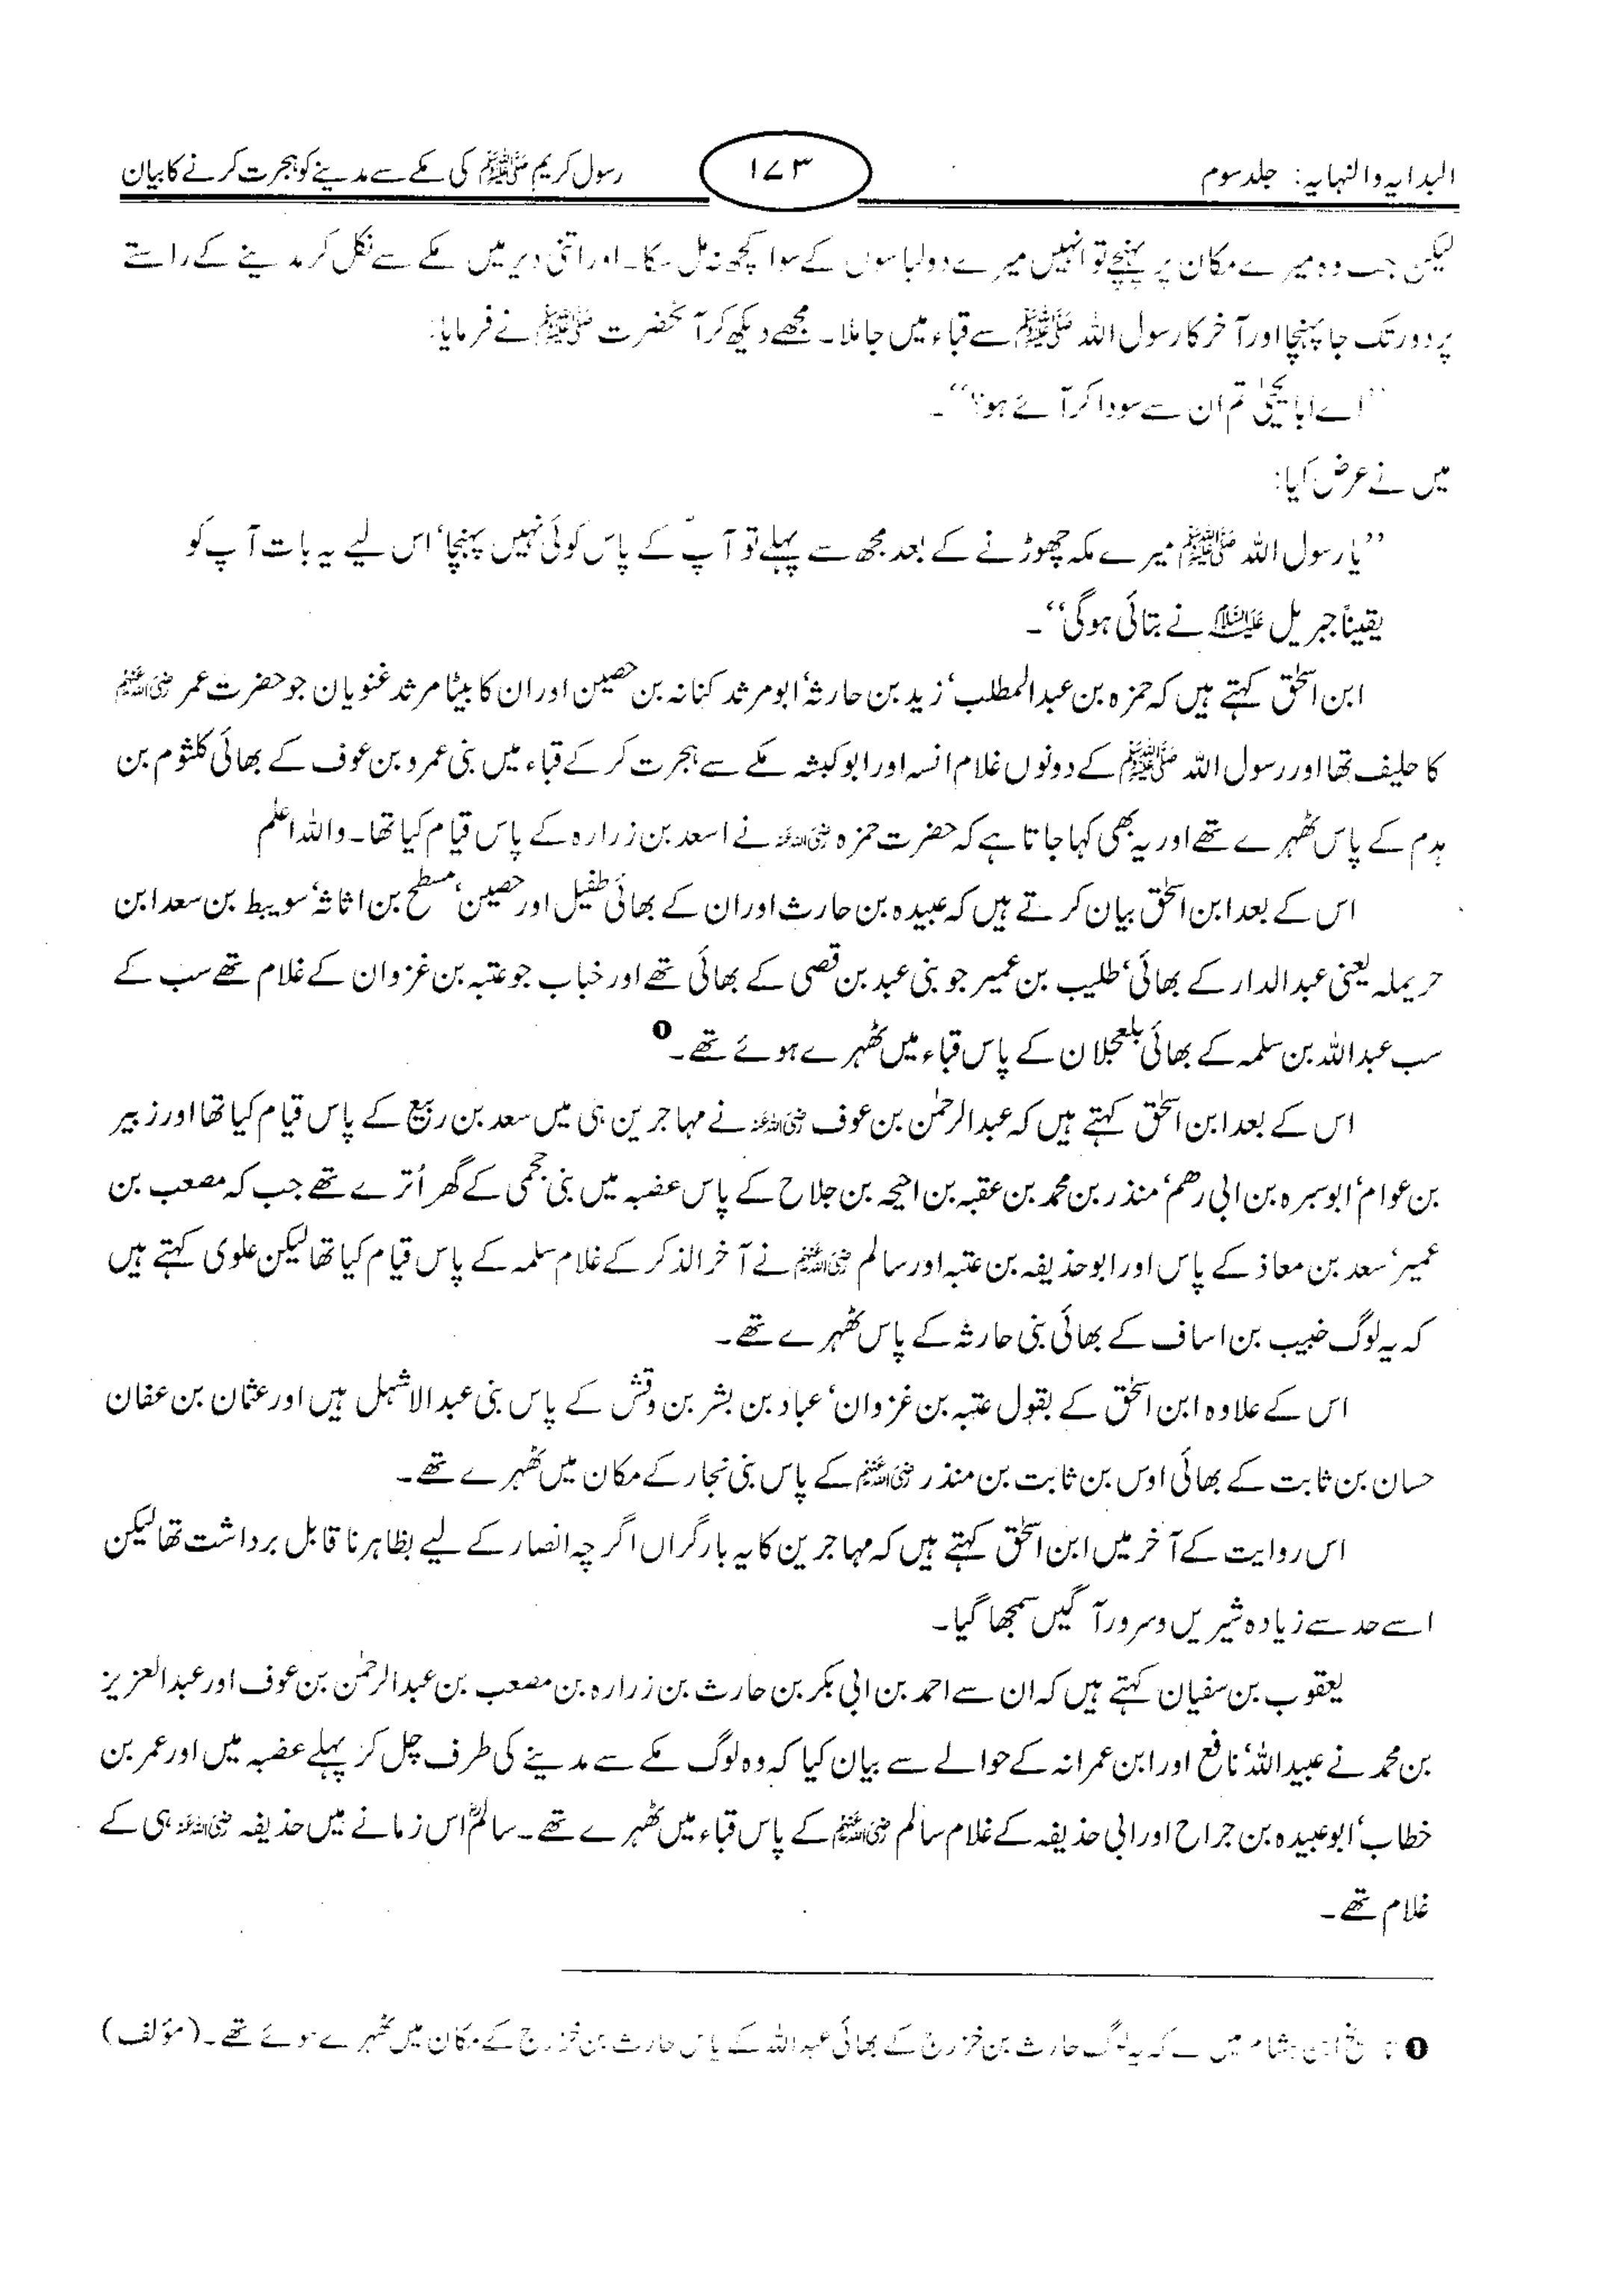 البدایہ والنہایہ: جلد سوم
۱۷۳
رسول کریم ﷺ کی مکے سے مدینے کو ہجرت کرنے کا بیان
لیکن جب وہ میرے مکان پر پہنچے تو انہیں میرے دو لباسوں کے سوا کچھ نہ مل سکا۔ اور اتنی دیر میں مکے سے نکل کر مدینے کے راستے
پر دور تک جا پہنچا اور آخر کار رسول اللہ ﷺ سے قباء میں جا ملا۔ مجھے دیکھ کر آنحضرت ﷺ نے فرمایا:
’’اے ابا یحییٰ تم ان سے سودا کر آئے ہو؟‘‘۔
میں نے عرض کیا:
’’یا رسول اللہ ﷺ میرے مکہ چھوڑنے کے بعد مجھ سے پہلے تو آپؐ کے پاس کوئی نہیں پہنچا‘ اس لیے یہ بات آپ کو
یقیناً جبریل علیہ السلام نے بتائی ہو گی‘‘۔
ابن اسحٰق کہتے ہیں کہ حمزہ بن عبدالمطلب‘ زید بن حارثہ‘ ابو مرثد کنانہ بن حصین اور ان کا بیٹا مرثد غنویان جو حضرت عمر رضی اللہ عنہم
کا حلیف تھا اور رسول اللہ ﷺ کے دونوں غلام انسہ اور ابوکبشہ مکے سے ہجرت کر کے قباء میں بنی عمرو بن عوف کے بھائی کلثوم بن
ہدم کے پاس ٹھہرے تھے اور یہ بھی کہا جاتا ہے کہ حضرت حمزہ رضی اللہ عنہ نے اسعد بن زرارہ کے پاس قیام کیا تھا۔ واللہ اعلم
اس کے بعد ابن اسحٰق بیان کرتے ہیں کہ عبیدہ بن حارث اور ان کے بھائی طفیل اور حصین‘ مسطح بن اثاثہ‘ سویبط بن سعد ابن
حریملہ یعنی عبدالدار کے بھائی‘ طلیب بن عمیر جو بنی عبد بن قصی کے بھائی تھے اور خباب جو عتبہ بن غزوان کے غلام تھے سب کے
سب عبداللہ بن سلمہ کے بھائی بلعجلان کے پاس قباء میں ٹھہرے ہوئے تھے۔ ❶
اس کے بعد ابن اسحٰق کہتے ہیں کہ عبدالرحمٰن بن عوف رضی اللہ عنہ نے مہاجرین ہی میں سعد بن ربیع کے پاس قیام کیا تھا اور زبیر
بن عوام‘ ابوسبرہ بن ابی رھم‘ منذر بن محمد بن عقبہ بن احیحہ بن جلاح کے پاس عضبہ میں بنی حججی کے گھر اُترے تھے جب کہ مصعب بن
عمیر‘ سعد بن معاذ کے پاس اور ابوحذیفہ بن عتبہ اور سالم رضی اللہ عنہم نے آخر الذکر کے غلام سلمہ کے پاس قیام کیا تھا لیکن علوی کہتے ہیں
کہ یہ لوگ خبیب بن اساف کے بھائی بنی حارثہ کے پاس ٹھہرے تھے۔
اس کے علاوہ ابن اسحٰق کے بقول عتبہ بن غزوان‘ عباد بن بشر بن وقش کے پاس بنی عبدالاشہل ہیں اور عثمان بن عفان
حسان بن ثابت کے بھائی اوس بن ثابت بن منذر رضی اللہ عنہم کے پاس بنی نجار کے مکان میں ٹھہرے تھے۔
اس روایت کے آخر میں ابن اسحٰق کہتے ہیں کہ مہاجرین کا یہ بار گراں اگرچہ انصار کے لیے بظاہر ناقابل برداشت تھا لیکن
اسے حد سے زیادہ شیریں و سرور آگیں سمجھا گیا۔
یعقوب بن سفیان کہتے ہیں کہ ان سے احمد بن ابی بکر بن حارث بن زرارہ بن مصعب بن عبدالرحمٰن بن عوف اور عبدالعزیز
بن محمد نے عبیداللہ‘ نافع اور ابن عمرانہ کے حوالے سے بیان کیا کہ وہ لوگ مکے سے مدینے کی طرف چل کر پہلے عضبہ میں اور عمر بن
خطاب‘ ابوعبیدہ بن جراح اور ابی حذیفہ کے غلام سالم رضی اللہ عنہم کے پاس قباء میں ٹھہرے تھے۔ سالمؓ اس زمانے میں حذیفہ رضی اللہ عنہ ہی کے
غلام تھے۔
❶ ابن ہشام میں ہے کہ یہ لوگ حارث بن خزرج کے بھائی عبداللہ کے پاس حارث بن خزرج کے مکان میں ٹھہرے ہوئے تھے۔ (مؤلف)